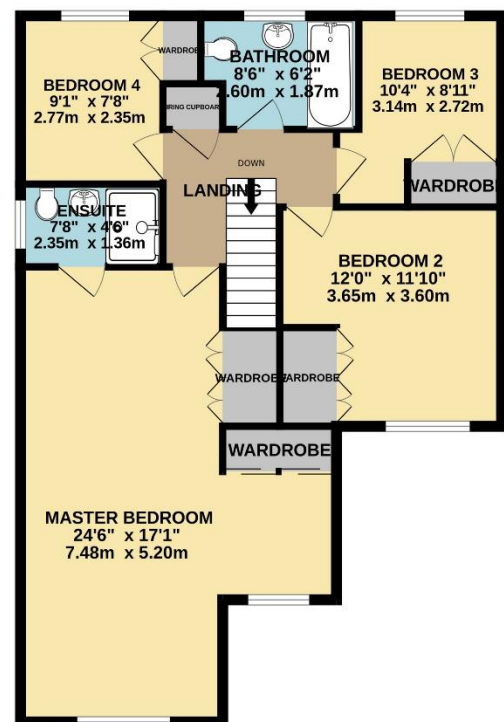 WARDROBE
BATHROOM
8'6" x 6'2"
2.60m x 1.87m
BEDROOM 4
9'1" x 7'8"
2.77m x 2.35m
BEDROOM 3
10'4" x 8'11"
3.14m x 2.72m
IRING CUPBOARD
DOWN
LANDING
WARDROBE
ENSUITE
7'8" x 4'6"
2.35m x 1.36m
BEDROOM 2
12'0" x 11'10"
3.65m x 3.60m
WARDROBE
WARDROBE
WARDROBE
MASTER BEDROOM
24'6" x 17'1"
7.48m x 5.20m